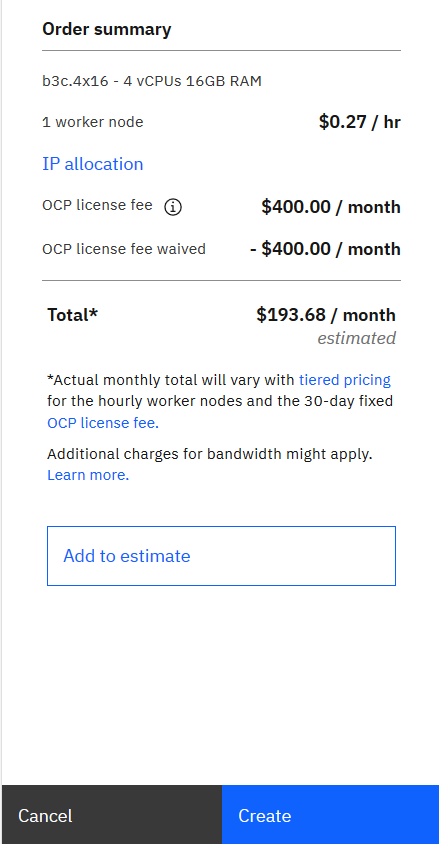 Order summary
b3c.4x16 - 4 vCPUs 16GB RAM
1 worker node $0.27 / hr
IP allocation
OCP license fee $400.00 / month
OCP license fee waived - $400.00 / month
Total* $193.68 / month
estimated
*Actual monthly total will vary with tiered pricing
for the hourly worker nodes and the 30-day fixed
OCP license fee.
Additional charges for bandwidth might apply.
Learn more.
Add to estimate
Cancel Create